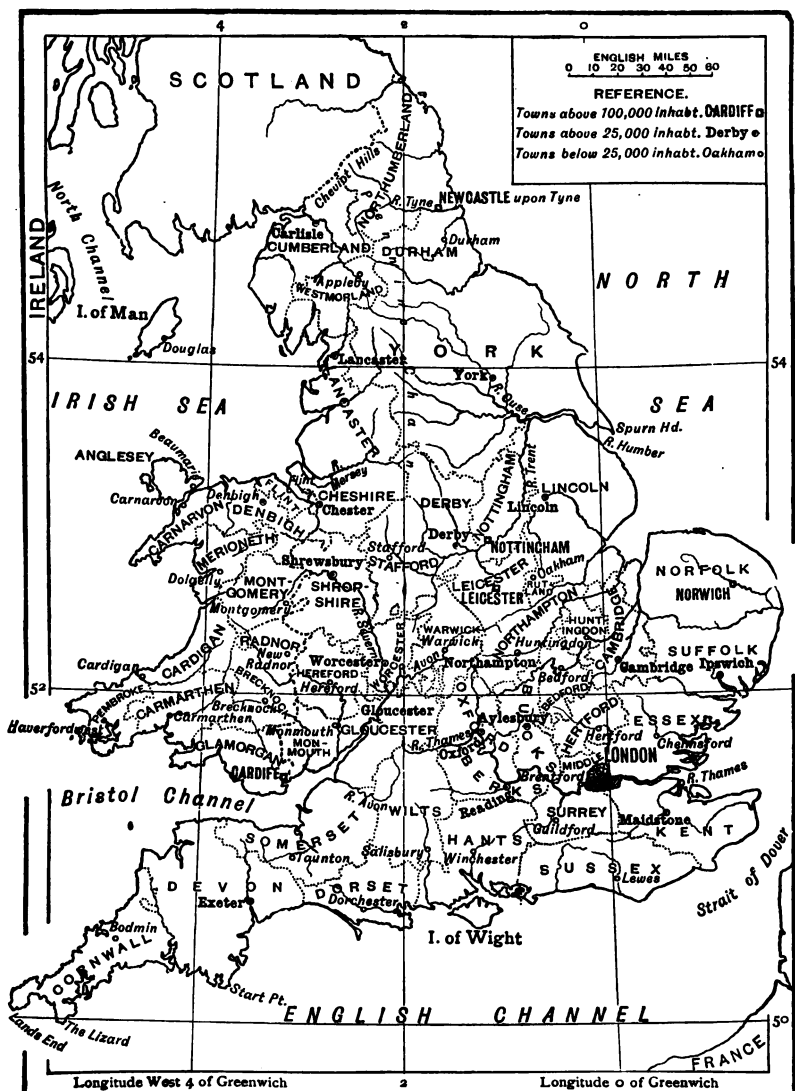 4
2
0
ENGLISH MILES
0 10 20 30 40 50 60
REFERENCE.
Towns above 100,000 inhabt. CARDIFF
Towns above 25,000 inhabt. Derby
Towns below 25,000 inhabt. Oakham
SCOTLAND
NORTHUMBERLAND
Cheviot Hills
North Channel
IRELAND
R. Tyne
NEWCASTLE upon Tyne
Carlisle
CUMBERLAND
DURHAM
Durham
Appleby
WESTMORLAND
NORTH
SEA
I. of Man
Douglas
54
54
Lancaster
LANCASTER
YORK
York
R. Ouse
Pennine Chain
IRISH SEA
Spurn Hd.
R. Humber
ANGLESEY
Beaumaris
Carnarvon
CARNARVON
Flint
FLINT
R. Mersey
Denbigh
DENBIGH
CHESHIRE
Chester
DERBY
Derby
NOTTINGHAM
R. Trent
NOTTINGHAM
LINCOLN
Lincoln
MERIONETH
Dolgelly
Shrewsbury
SHROPSHIRE
Stafford
STAFFORD
LEICESTER
LEICESTER
Oakham
RUTLAND
NORFOLK
NORWICH
MONTGOMERY
Montgomery
R. Severn
WARWICK
Warwick
NORTHAMPTON
Northampton
HUNTINGDON
Huntingdon
CAMBRIDGE
Cambridge
SUFFOLK
Ipswich
Cardigan
CARDIGAN
RADNOR
New Radnor
Worcester
WORCESTER
HEREFORD
Hereford
Avon
Bedford
BEDFORD
52
PEMBROKE
Haverfordwest
CARMARTHEN
Carmarthen
BRECKNOCK
Brecknock
Monmouth
MONMOUTH
Gloucester
GLOUCESTER
GLAMORGAN
CARDIFF
OXFORD
R. Thames
Oxford
BUCKS
Aylesbury
HERTFORD
Hertford
ESSEX
Chelmsford
MIDDLE
Brentford
LONDON
R. Thames
BERKS
Reading
Bristol Channel
R. Avon
WILTS
SURREY
Guildford
Maidstone
KENT
SOMERSET
Taunton
Salisbury
HANTS
Winchester
SUSSEX
Lewes
DEVON
Exeter
DORSET
Dorchester
I. of Wight
Strait of Dover
Bodmin
CORNWALL
Start Pt.
Lands End
The Lizard
ENGLISH CHANNEL
50
FRANCE
Longitude West 4 of Greenwich
2
Longitude 0 of Greenwich